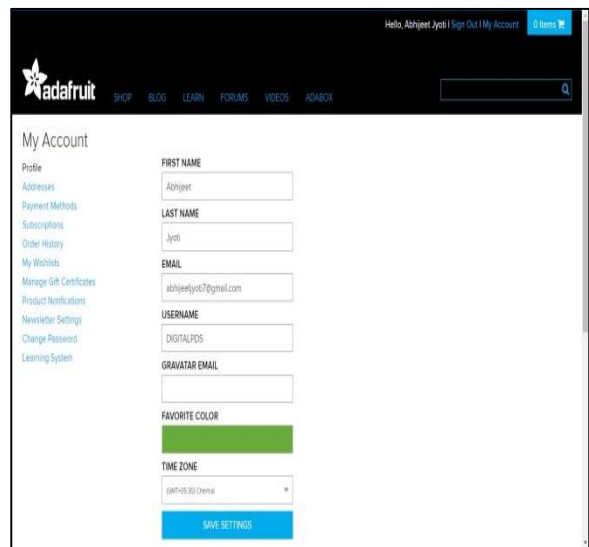 Hello, Abhijeet Jyoti | Sign Out | My Account 0 Items
adafruit SHOP BLOG LEARN FORUMS VIDEOS ADABOX
My Account
Profile
Addresses
Payment Methods
Subscriptions
Order History
My Wishlists
Manage Gift Certificates
Product Notifications
Newsletter Settings
Change Password
Learning System
FIRST NAME
Abhijeet
LAST NAME
Jyoti
EMAIL
abhijeetjyoti7@gmail.com
USERNAME
DIGITALPDS
GRAVATAR EMAIL
FAVORITE COLOR
TIME ZONE
(GMT+05:30) Chennai
SAVE SETTINGS